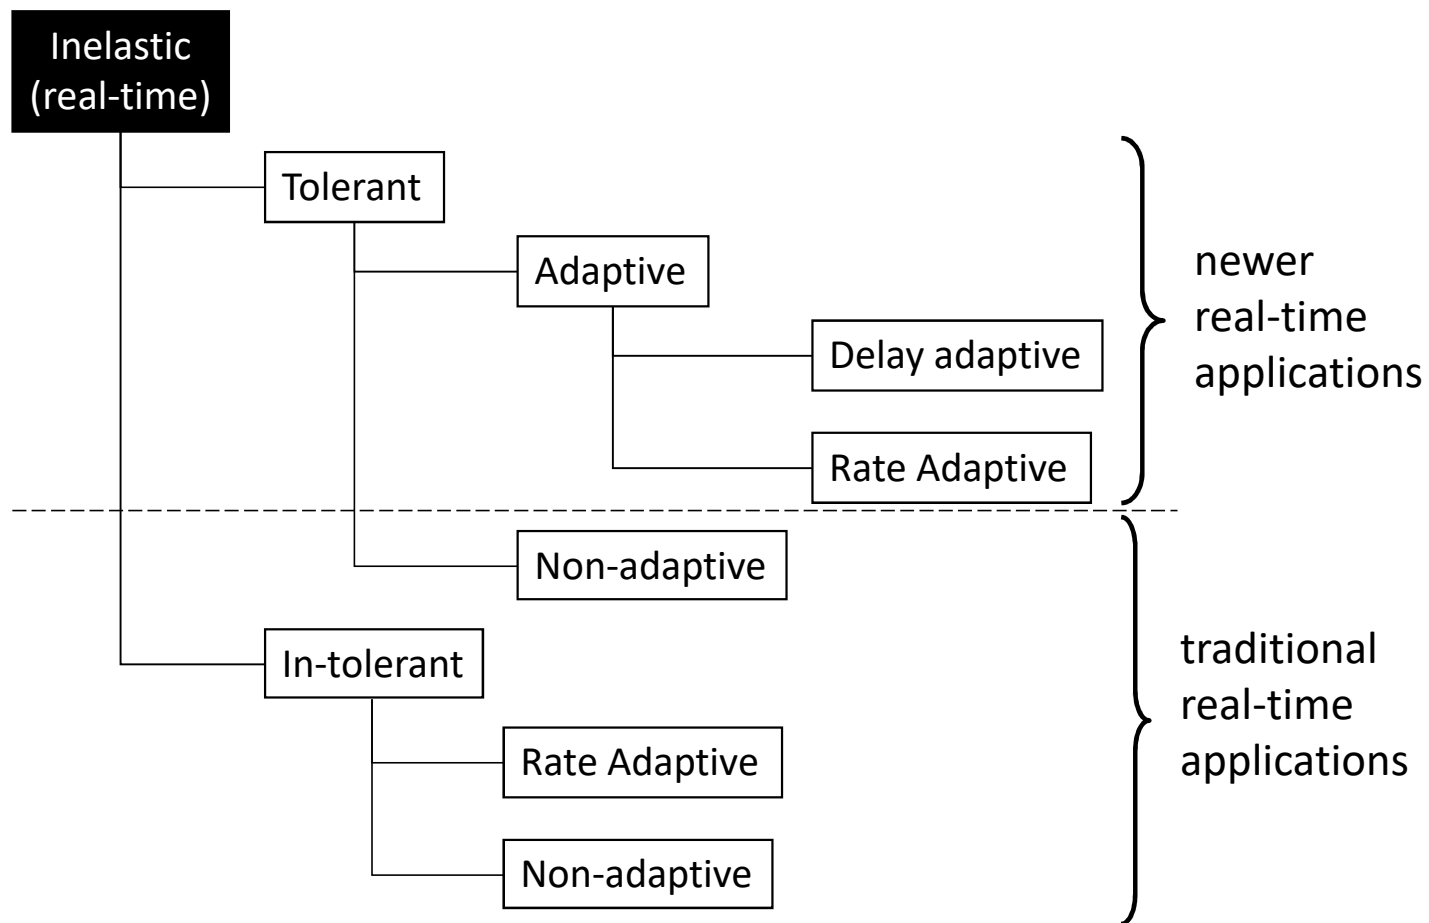 Inelastic
(real-time)
Tolerant
Adaptive
Delay adaptive
Rate Adaptive
newer
real-time
applications
Non-adaptive
In-tolerant
Rate Adaptive
Non-adaptive
traditional
real-time
applications